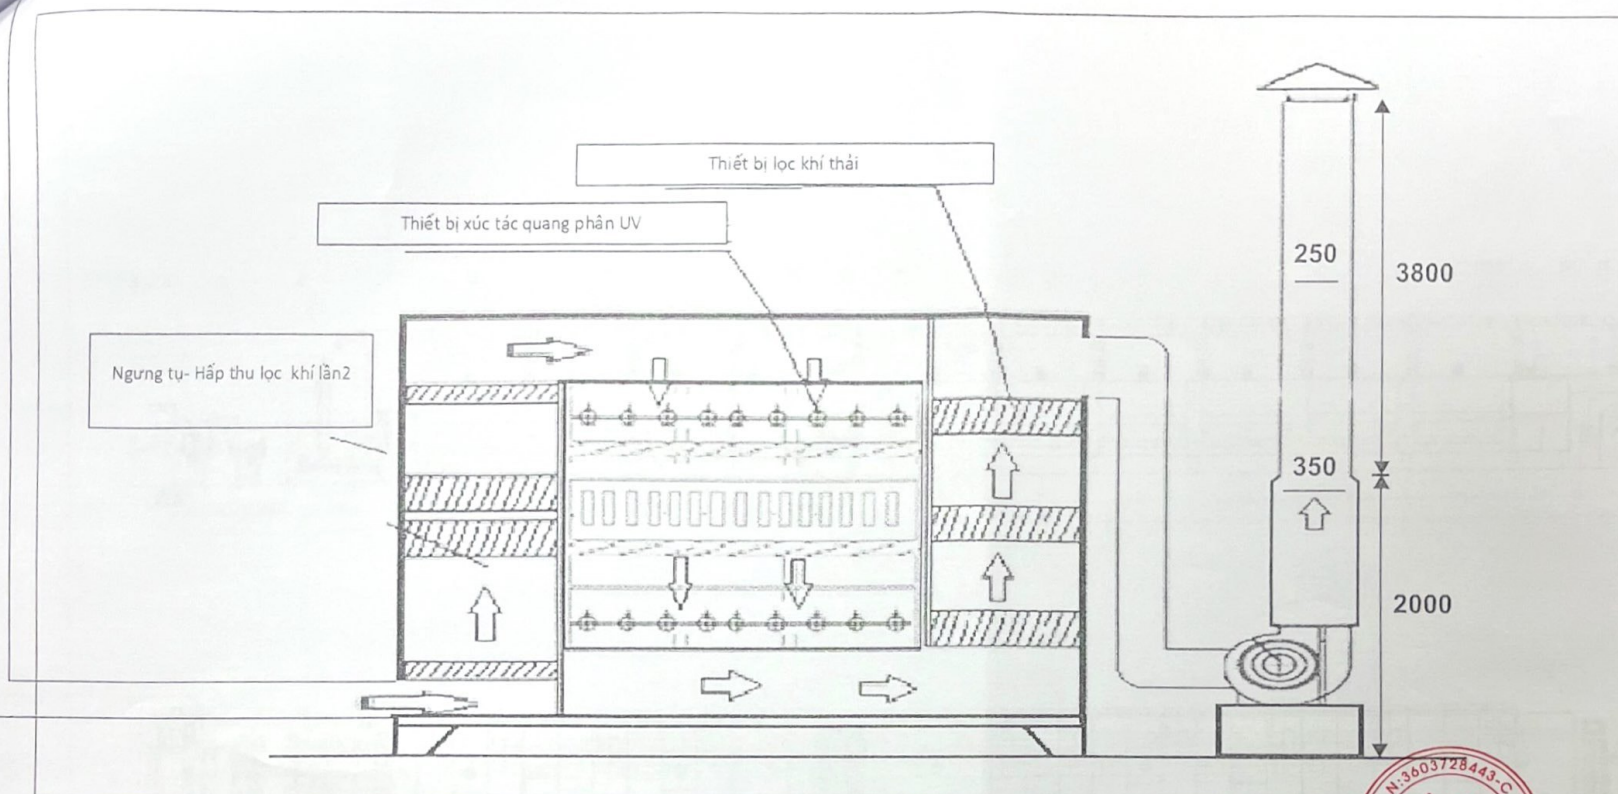 Thiết bị lọc khí thải
Thiết bị xúc tác quang phân UV
Ngưng tụ- Hấp thu lọc khí lần2
250
3800
350
2000
N:3603728443-C